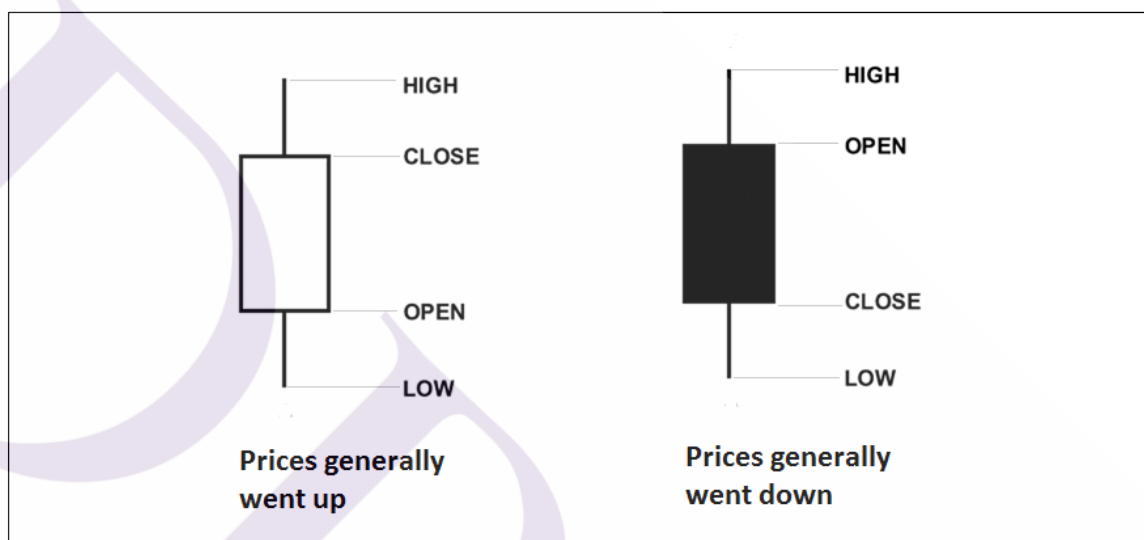 HIGH
CLOSE
OPEN
LOW
Prices generally
went up
HIGH
OPEN
CLOSE
LOW
Prices generally
went down